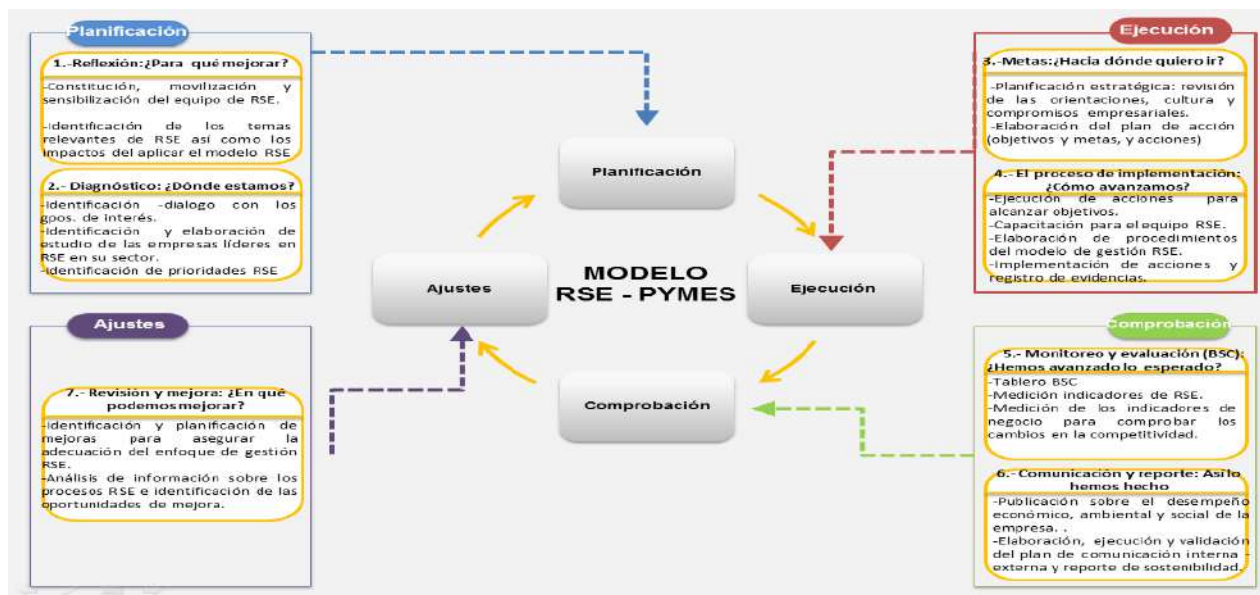 Planificación
1.-Reflexión:¿Para qué mejorar?
-Constitución, movilización y
sensibilización del equipo de RSE.
-Identificación de los temas
relevantes de RSE así como los
impactos del aplicar el modelo RSE
2.- Diagnóstico: ¿Dónde estamos?
-Identificación -dialogo con los
gpos. de interés.
-Identificación y elaboración de
estudio de las empresas líderes en
RSE en su sector.
-Identificación de prioridades RSE
Ajustes
7.- Revisión y mejora: ¿En qué
podemos mejorar?
-Identificación y planificación de
mejoras para asegurar la
adecuación del enfoque de gestión
RSE.
-Análisis de información sobre los
procesos RSE e identificación de las
oportunidades de mejora.
Planificación
Ajustes
MODELO
RSE - PYMES
Ejecución
Comprobación
Ejecución
3.-Metas:¿Hacia dónde quiero ir?
-Planificación estratégica: revisión
de las orientaciones, cultura y
compromisos empresariales.
-Elaboración del plan de acción
(objetivos y metas, y acciones)
4.- El proceso de implementación:
¿Cómo avanzamos?
-Ejecución de acciones para
alcanzar objetivos.
-Capacitación para el equipo RSE.
-Elaboración de procedimientos
del modelo de gestión RSE.
-Implementación de acciones y
registro de evidencias.
Comprobación
5.- Monitoreo y evaluación (BSC):
¿Hemos avanzado lo esperado?
-Tablero BSC
-Medición indicadores de RSE.
-Medición de los indicadores de
negocio para comprobar los
cambios en la competitividad.
6.-Comunicación y reporte: Así lo
hemos hecho
-Publicación sobre el desempeño
económico, ambiental y social de la
empresa. .
-Elaboración, ejecución y validación
del plan de comunicación interna -
externa y reporte de sostenibilidad.